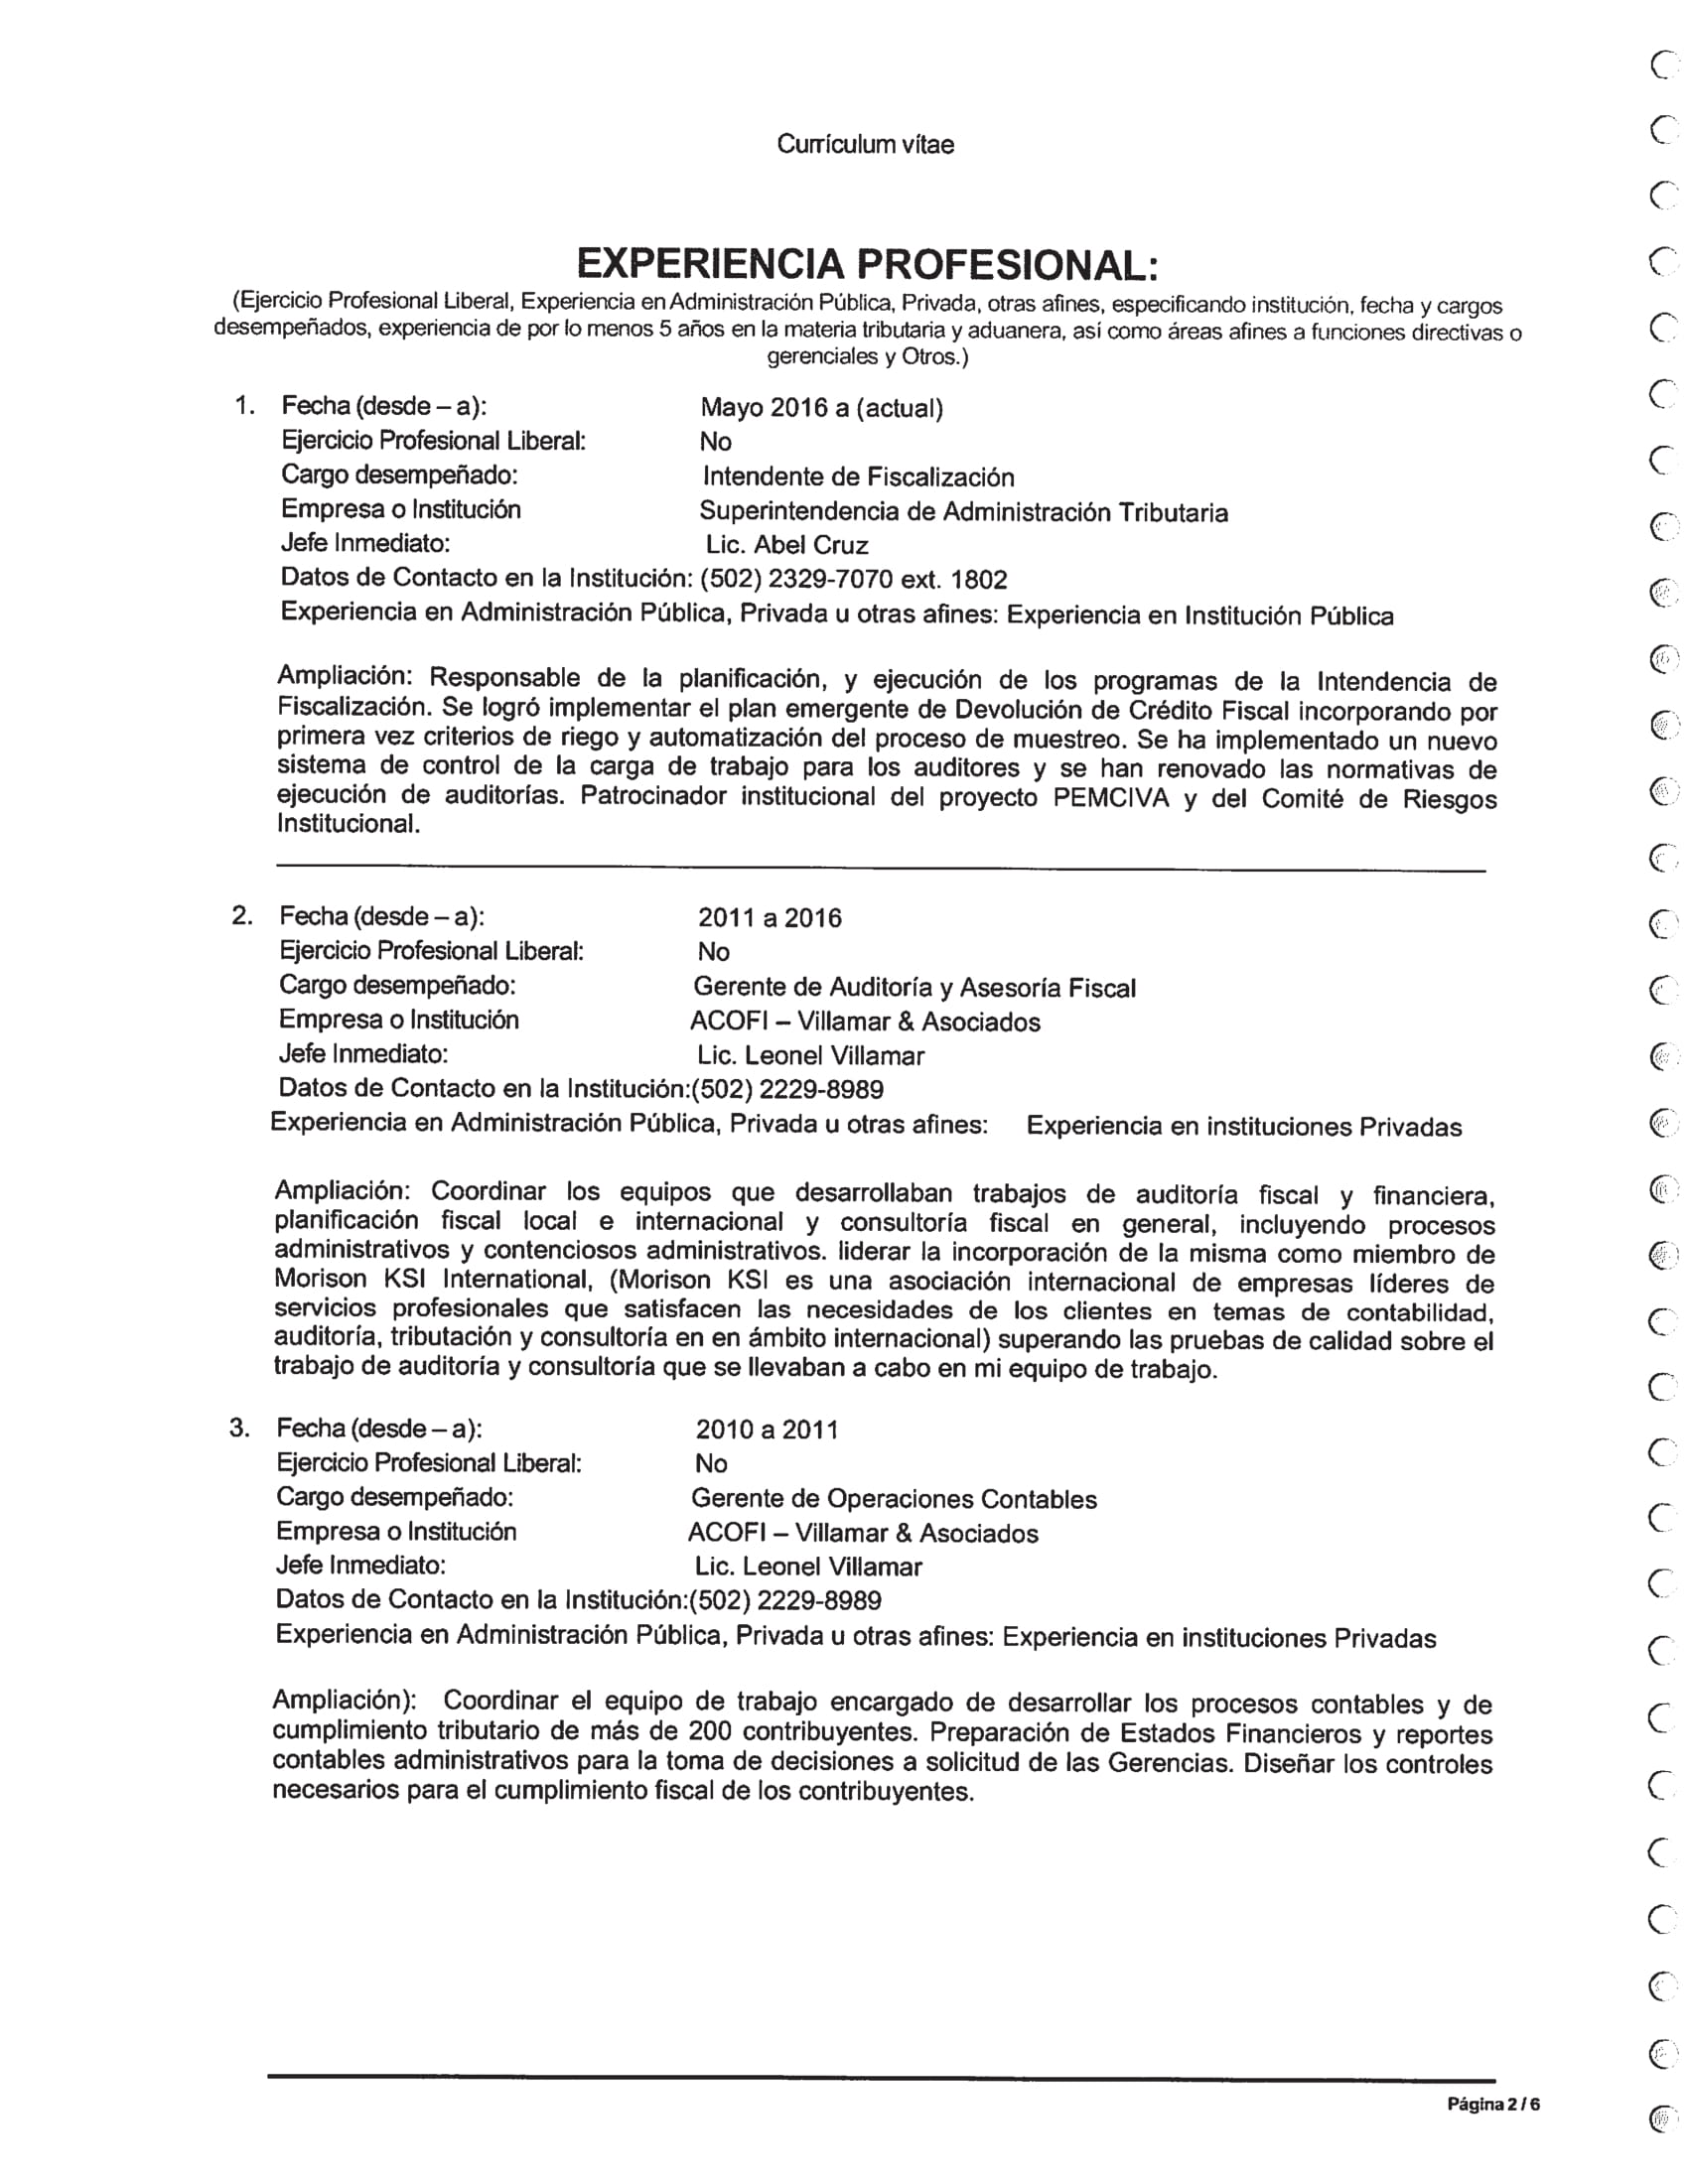 Currículum vítae
EXPERIENCIA PROFESIONAL:
(Ejercicio Profesional Liberal, Experiencia en Administración Pública, Privada, otras afines, especificando institución, fecha y cargos
desempeñados, experiencia de por lo menos 5 años en la materia tributaria y aduanera, así como áreas afines a funciones directivas o
gerenciales y Otros.)
1. Fecha (desde – a): Mayo 2016 a (actual)
Ejercicio Profesional Liberal: No
Cargo desempeñado: Intendente de Fiscalización
Empresa o Institución Superintendencia de Administración Tributaria
Jefe Inmediato: Lic. Abel Cruz
Datos de Contacto en la Institución: (502) 2329-7070 ext. 1802
Experiencia en Administración Pública, Privada u otras afines: Experiencia en Institución Pública
Ampliación: Responsable de la planificación, y ejecución de los programas de la Intendencia de
Fiscalización. Se logró implementar el plan emergente de Devolución de Crédito Fiscal incorporando por
primera vez criterios de riego y automatización del proceso de muestreo. Se ha implementado un nuevo
sistema de control de la carga de trabajo para los auditores y se han renovado las normativas de
ejecución de auditorías. Patrocinador institucional del proyecto PEMCIVA y del Comité de Riesgos
Institucional.
2. Fecha (desde – a): 2011 a 2016
Ejercicio Profesional Liberal: No
Cargo desempeñado: Gerente de Auditoría y Asesoría Fiscal
Empresa o Institución ACOFI – Villamar & Asociados
Jefe Inmediato: Lic. Leonel Villamar
Datos de Contacto en la Institución:(502) 2229-8989
Experiencia en Administración Pública, Privada u otras afines: Experiencia en instituciones Privadas
Ampliación: Coordinar los equipos que desarrollaban trabajos de auditoría fiscal y financiera,
planificación fiscal local e internacional y consultoría fiscal en general, incluyendo procesos
administrativos y contenciosos administrativos. liderar la incorporación de la misma como miembro de
Morison KSI International, (Morison KSI es una asociación internacional de empresas líderes de
servicios profesionales que satisfacen las necesidades de los clientes en temas de contabilidad,
auditoría, tributación y consultoría en en ámbito internacional) superando las pruebas de calidad sobre el
trabajo de auditoría y consultoría que se llevaban a cabo en mi equipo de trabajo.
3. Fecha (desde – a): 2010 a 2011
Ejercicio Profesional Liberal: No
Cargo desempeñado: Gerente de Operaciones Contables
Empresa o Institución ACOFI – Villamar & Asociados
Jefe Inmediato: Lic. Leonel Villamar
Datos de Contacto en la Institución:(502) 2229-8989
Experiencia en Administración Pública, Privada u otras afines: Experiencia en instituciones Privadas
Ampliación): Coordinar el equipo de trabajo encargado de desarrollar los procesos contables y de
cumplimiento tributario de más de 200 contribuyentes. Preparación de Estados Financieros y reportes
contables administrativos para la toma de decisiones a solicitud de las Gerencias. Diseñar los controles
necesarios para el cumplimiento fiscal de los contribuyentes.
Página 2 / 6